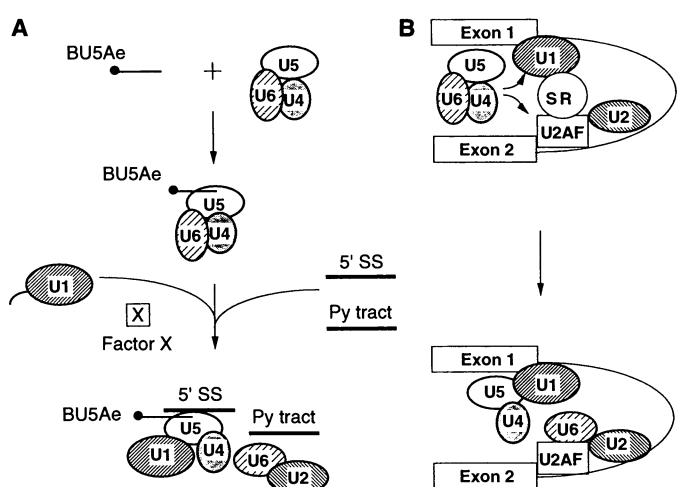 A
BU5Ae
+
U5
U6
U4
BU5Ae
U5
U6
U4
U1
5' SS
X
Py tract
Factor X
5' SS
BU5Ae
Py tract
U5
U1
U4
U6
U2
B
Exon 1
U5
U1
U6
U4
SR
U2
U2AF
Exon 2
Exon 1
U5
U1
U4
U6
U2
U2AF
Exon 2